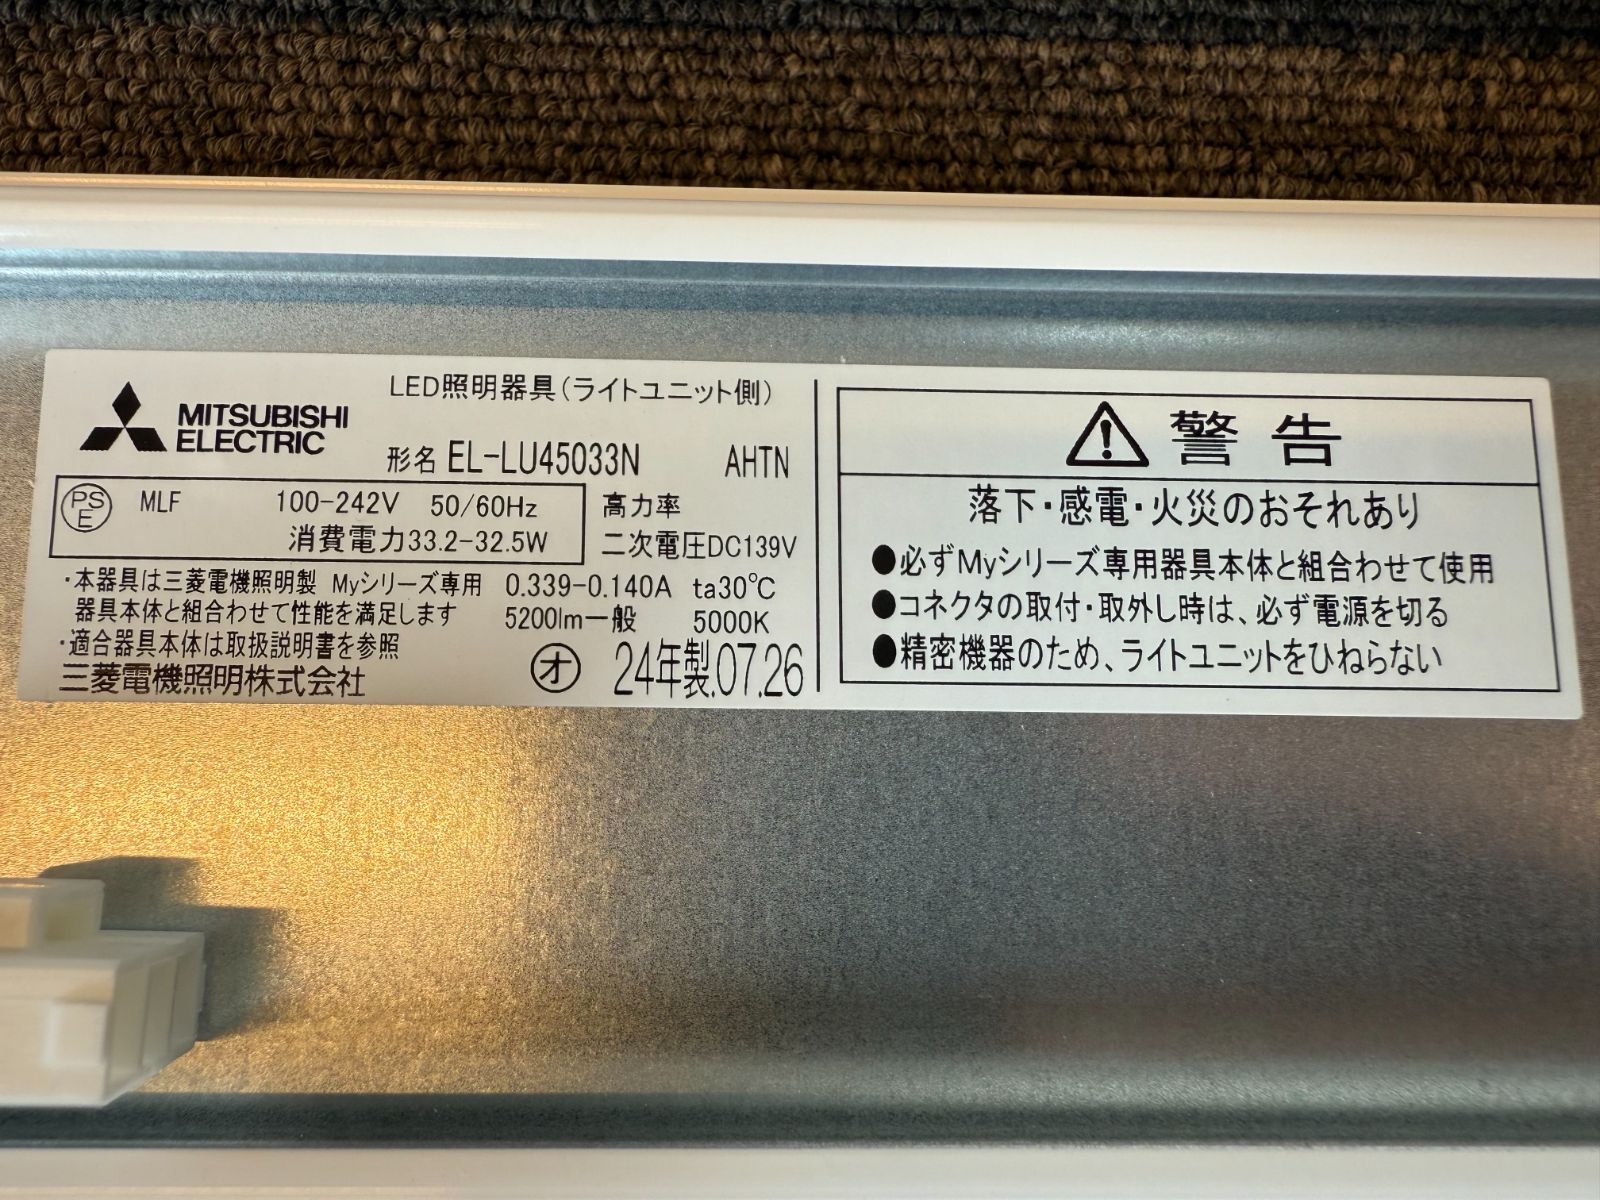 LED照明器具(ライトユニット側)
MITSUBISHI
ELECTRIC
形名 EL-LU45033N AHTN
PS
E
MLF 100-242V 50/60Hz
消費電力33.2-32.5W
高力率
二次電圧DC139V
・本器具は三菱電機照明製 Myシリーズ専用
器具本体と組合わせて性能を満足します
・適合器具本体は取扱説明書を参照
0.339-0.140A ta30℃
5200lm一般 5000K
三菱電機照明株式会社
オ 24年製.07.26
警告
落下・感電・火災のおそれあり
●必ずMyシリーズ専用器具本体と組合わせて使用
●コネクタの取付・取外し時は、必ず電源を切る
●精密機器のため、ライトユニットをひねらない